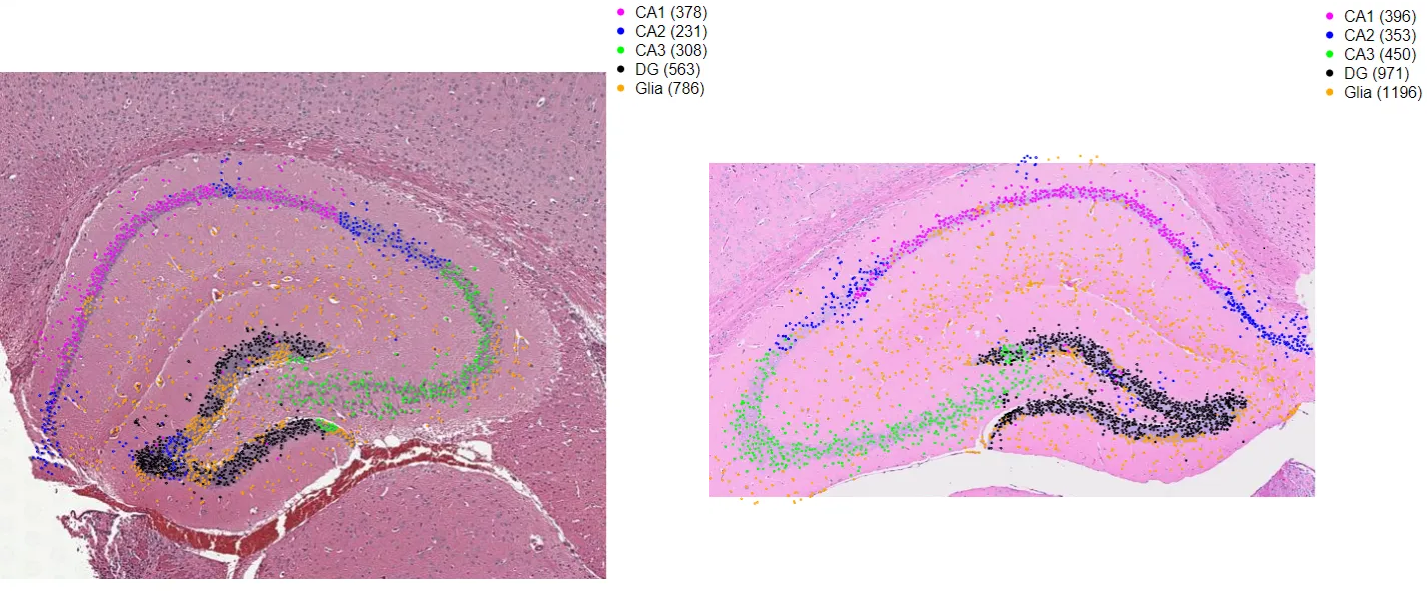 CA1 (378)
CA2 (231)
CA3 (308)
DG (563)
Glia (786)
CA1 (396)
CA2 (353)
CA3 (450)
DG (971)
Glia (1196)